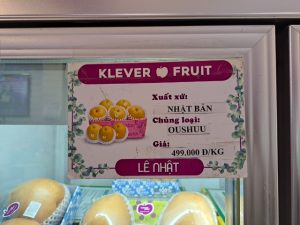 KLEVER FRUIT
Xuất xứ:
NHẬT BẢN
Chủng loại:
OUSHUU
Giá:
499.000 Đ/KG
LÊ NHẬT